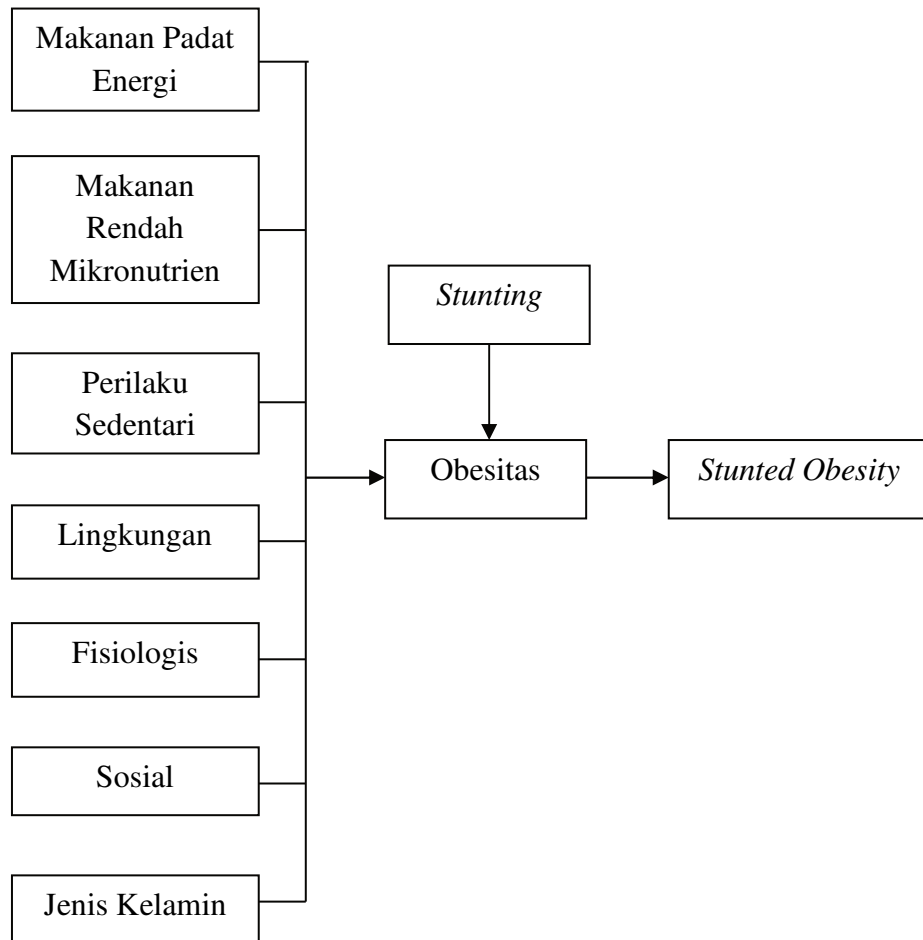 Makanan Padat
Energi
Makanan
Rendah
Mikronutrien
Stunting
Perilaku
Sedentari
Obesitas
Stunted Obesity
Lingkungan
Fisiologis
Sosial
Jenis Kelamin